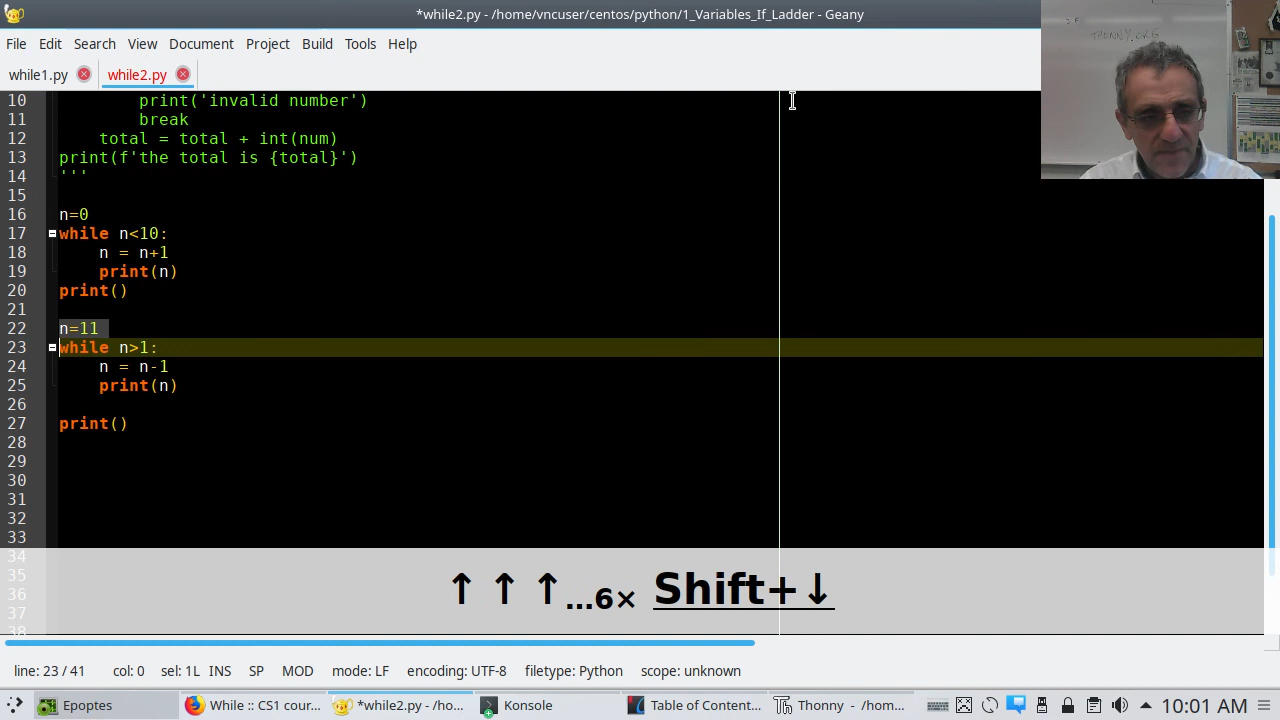 *while2.py - /home/vncuser/centos/python/1_Variables_If_Ladder - Geany
File Edit Search View Document Project Build Tools Help
while1.py while2.py
THONNY.ORG
10 print('invalid number')
11 break
12 total = total + int(num)
13 print(f'the total is {total}')
14 '''
15
16 n=0
17 while n<10:
18 n = n+1
19 print(n)
20 print()
21
22 n=11
23 while n>1:
24 n = n-1
25 print(n)
26
27 print()
28
29
30
31
32
33
34
35
36
37
38
↑ ↑ ↑ ...6× Shift+↓
line: 23 / 41 col: 0 sel: 1L INS SP MOD mode: LF encoding: UTF-8 filetype: Python scope: unknown
Epoptes While :: CS1 cour... *while2.py - /ho... Konsole Table of Content... Thonny - /hom... 10:01 AM